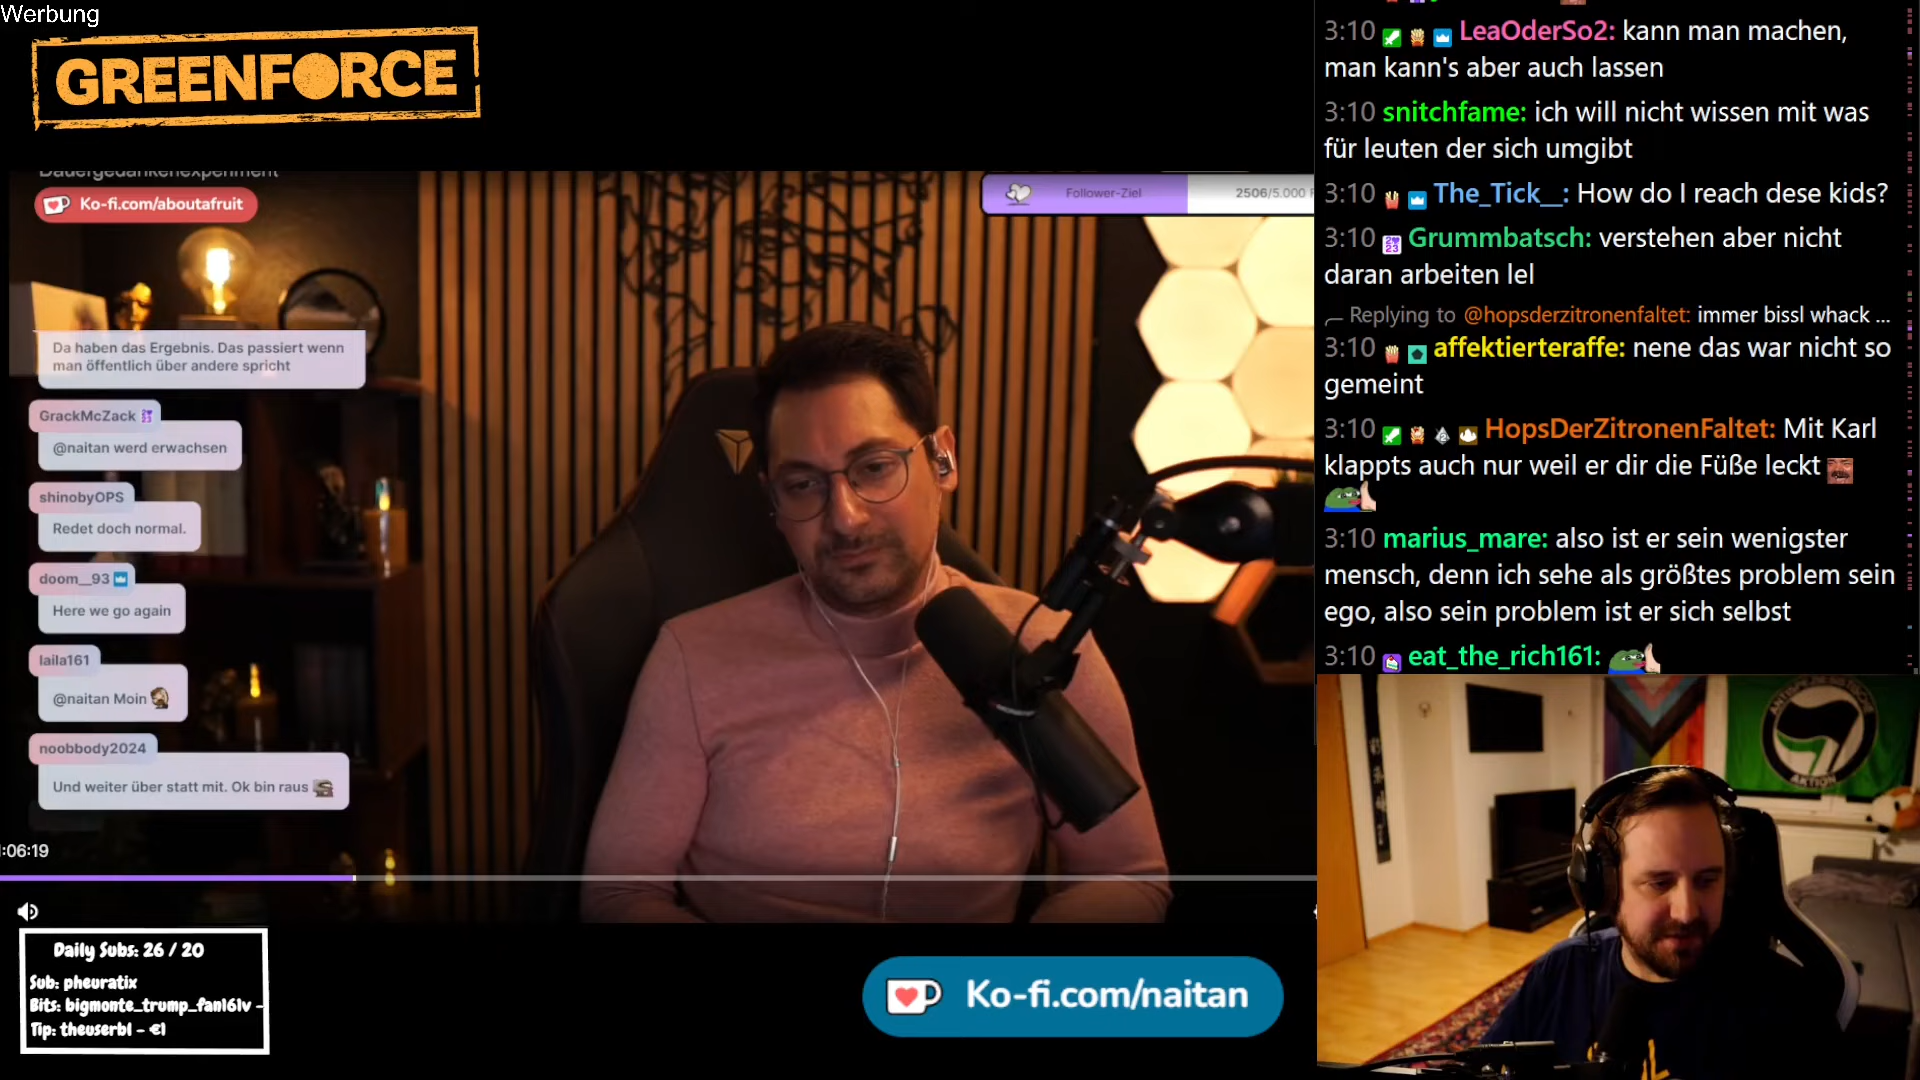 Werbung
GREENFORCE
Dauergedankenexperiment
Ko-fi.com/aboutafruit
Follower-Ziel
2506/5.000
Da haben das Ergebnis. Das passiert wenn
man öffentlich über andere spricht
GrackMcZack
@naitan werd erwachsen
shinobyOPS
Redet doch normal.
doom__93
Here we go again
laila161
@naitan Moin
noobbody2024
Und weiter über statt mit. Ok bin raus
:06:19
Daily Subs: 26 / 20
Sub: pheuratix
Bits: bigmonte_trump_fan161v -
Tip: theuserbl - €1
Ko-fi.com/naitan
3:10 LeaOderSo2: kann man machen,
man kann's aber auch lassen
3:10 snitchfame: ich will nicht wissen mit was
für leuten der sich umgibt
3:10 The_Tick__: How do I reach dese kids?
3:10 Grummbatsch: verstehen aber nicht
daran arbeiten lel
Replying to @hopsderzitronenfaltet: immer bissl whack ...
3:10 affektierteraffe: nene das war nicht so
gemeint
3:10 HopsDerZitronenFaltet: Mit Karl
klappts auch nur weil er dir die Füße leckt
3:10 marius_mare: also ist er sein wenigster
mensch, denn ich sehe als größtes problem sein
ego, also sein problem ist er sich selbst
3:10 eat_the_rich161:
ANTISPEZIESISTISCHE
AKTION